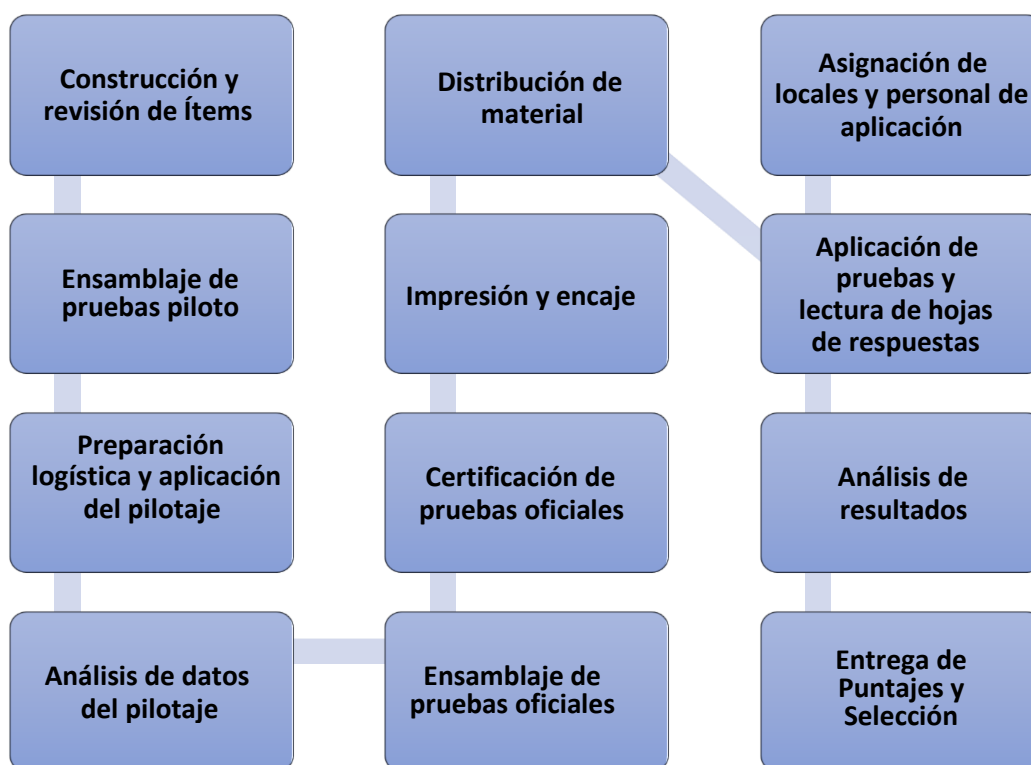 Construcción y
revisión de Ítems
Ensamblaje de
pruebas piloto
Preparación
logística y aplicación
del pilotaje
Análisis de datos
del pilotaje
Distribución de
material
Impresión y encaje
Certificación de
pruebas oficiales
Ensamblaje de
pruebas oficiales
Asignación de
locales y personal de
aplicación
Aplicación de
pruebas y
lectura de hojas
de respuestas
Análisis de
resultados
Entrega de
Puntajes y
Selección